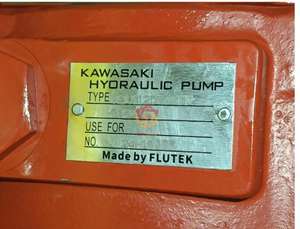 KAWASAKI
HYDRAULIC PUMP
TYPE
USE FOR
NO
Made by FLUTEK